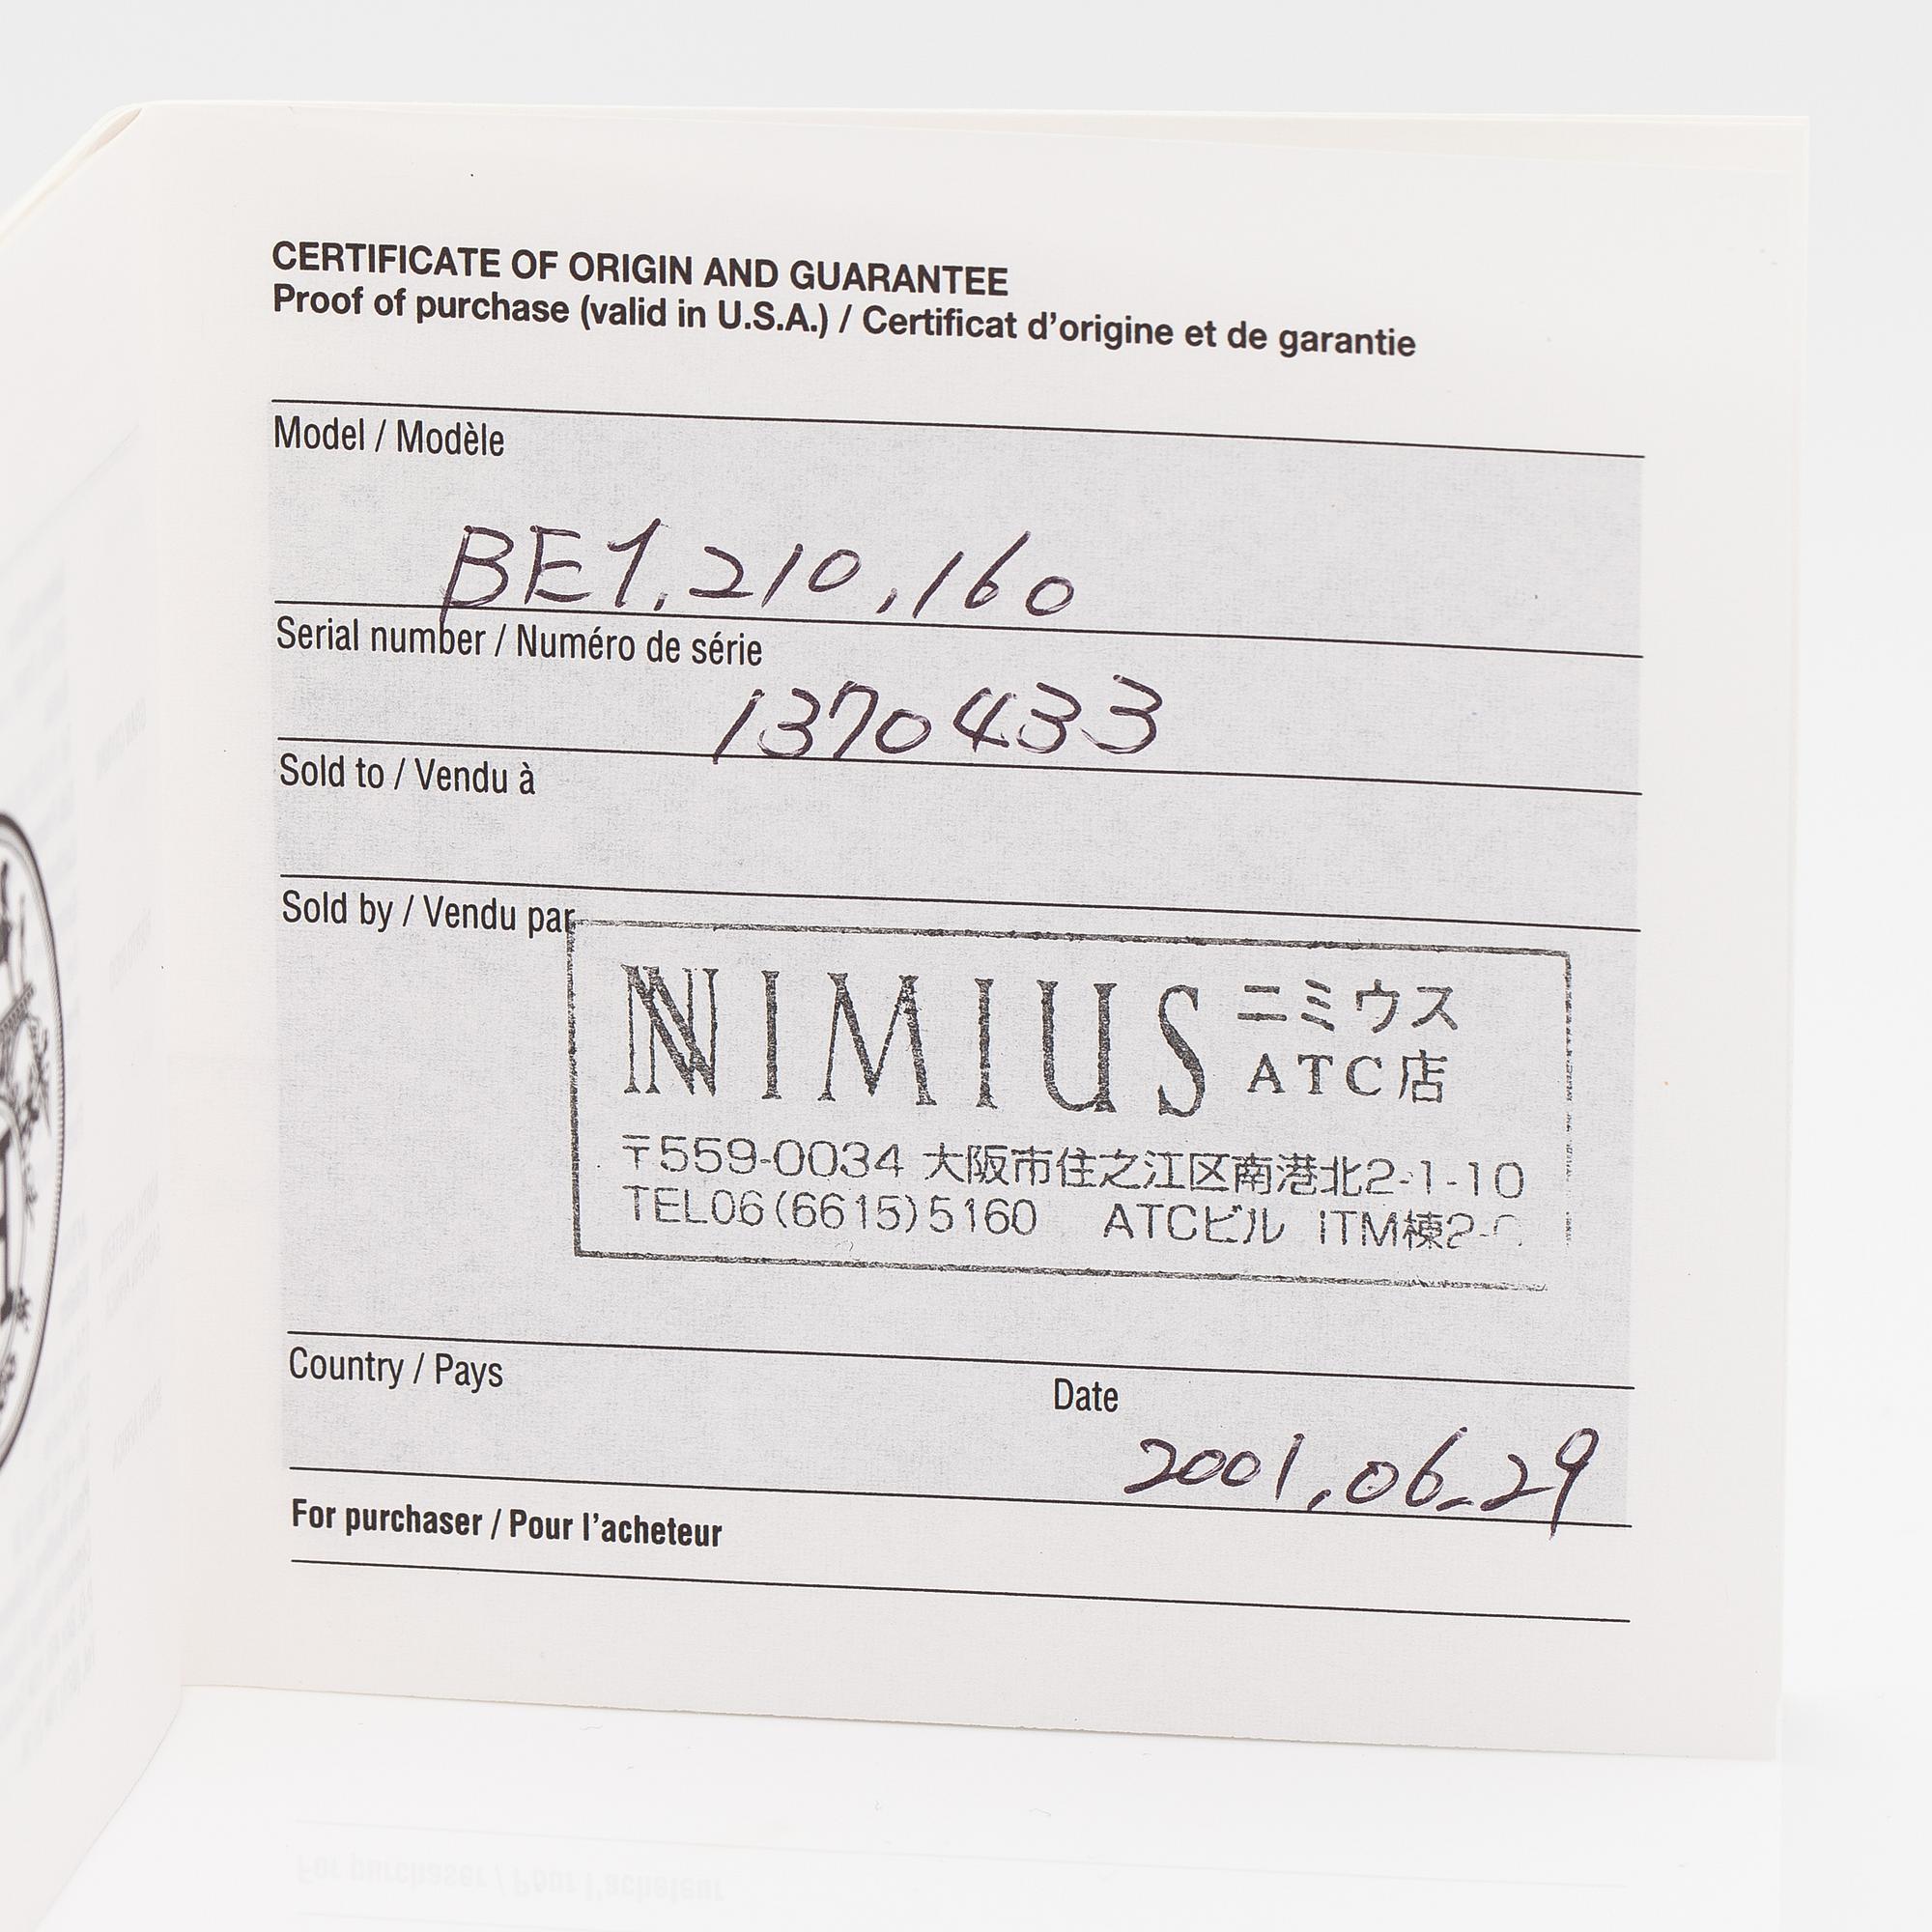 CERTIFICATE OF ORIGIN AND GUARANTEE
Proof of purchase (valid in U.S.A.) / Certificat d'origine et de garantie
Model / Modèle
BE1.210,160
Serial number / Numéro de série
1370433
Sold to / Vendu à
Sold by / Vendu par
NIMIUS ニミウス
ATC店
〒559-0034 大阪市住之江区南港北2-1-10
TEL06(6615)5160 ATCビル ITM棟
Country / Pays
Date
2001.06.29
For purchaser / Pour l'acheteur